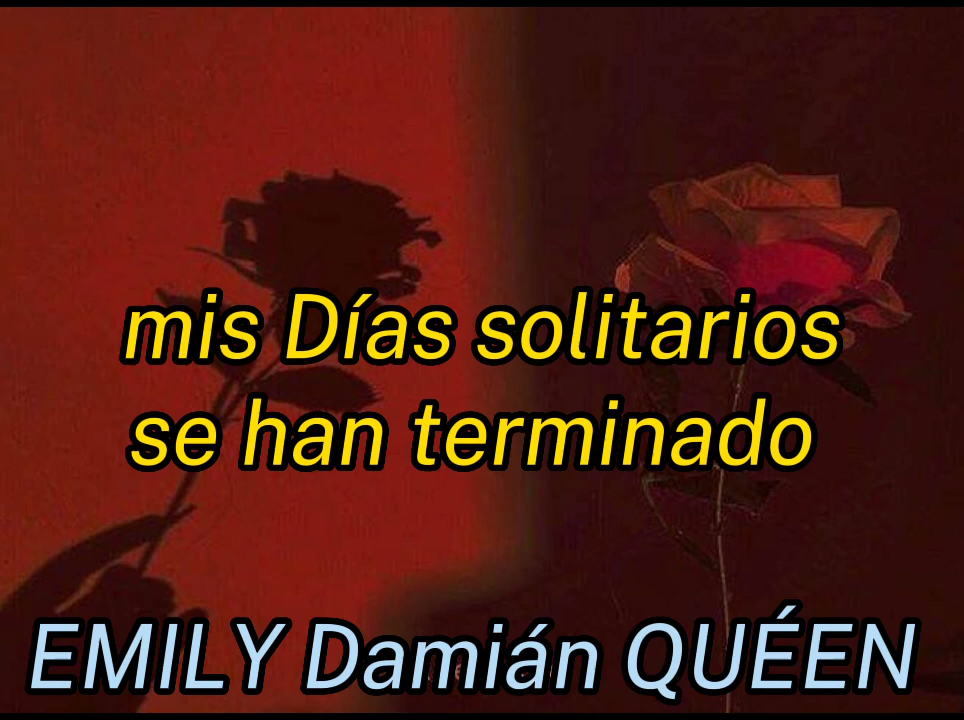 mis Días solitarios
se han terminado
EMILY Damián QUÉEN